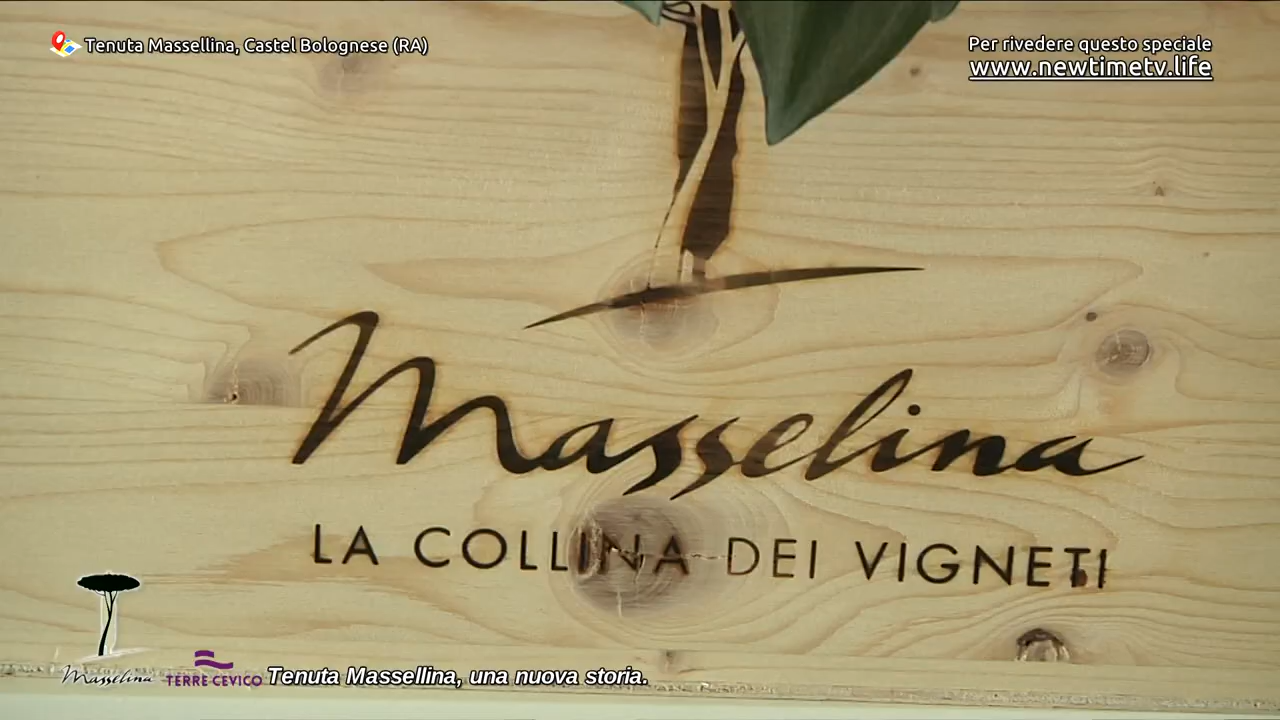 Tenuta Massellina, Castel Bolognese (RA)
Per rivedere questo speciale
www.newtimetv.life
Masselina
LA COLLINA DEI VIGNETI
Masselina
TERRE CEVICO
Tenuta Massellina, una nuova storia.